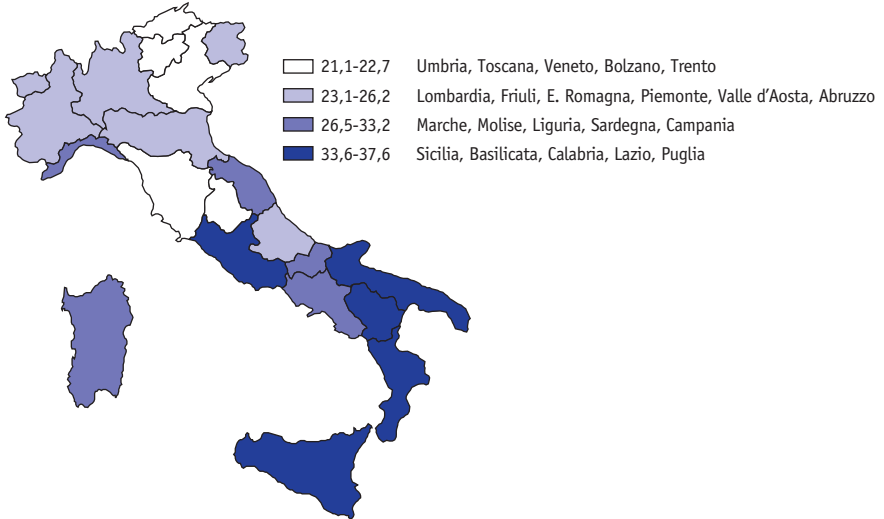 21,1-22,7 Umbria, Toscana, Veneto, Bolzano, Trento
23,1-26,2 Lombardia, Friuli, E. Romagna, Piemonte, Valle d'Aosta, Abruzzo
26,5-33,2 Marche, Molise, Liguria, Sardegna, Campania
33,6-37,6 Sicilia, Basilicata, Calabria, Lazio, Puglia